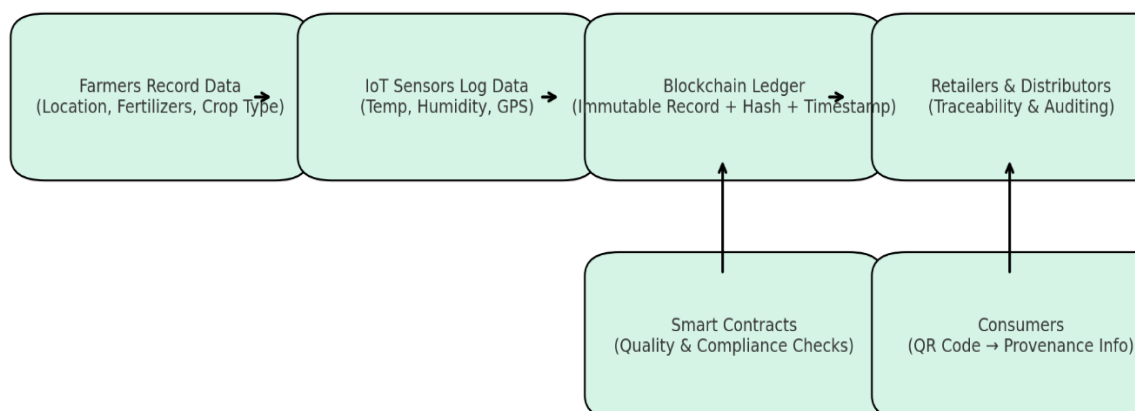 Farmers Record Data
(Location, Fertilizers, Crop Type)
IoT Sensors Log Data
(Temp, Humidity, GPS)
Blockchain Ledger
(Immutable Record + Hash + Timestamp)
Retailers & Distributors
(Traceability & Auditing)
Smart Contracts
(Quality & Compliance Checks)
Consumers
(QR Code → Provenance Info)